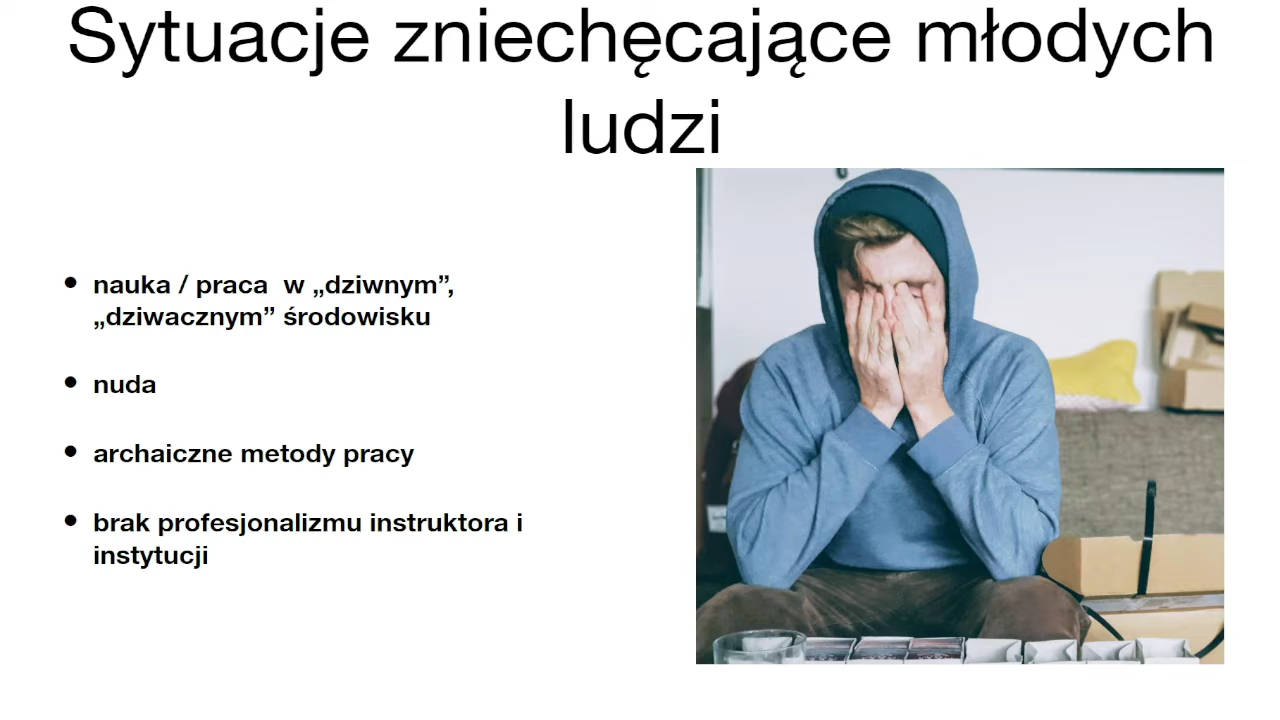 Sytuacje zniechęcające młodych
ludzi
• nauka / praca  w „dziwnym”,
„dziwacznym” środowisku
• nuda
• archaiczne metody pracy
• brak profesjonalizmu instruktora i
instytucji